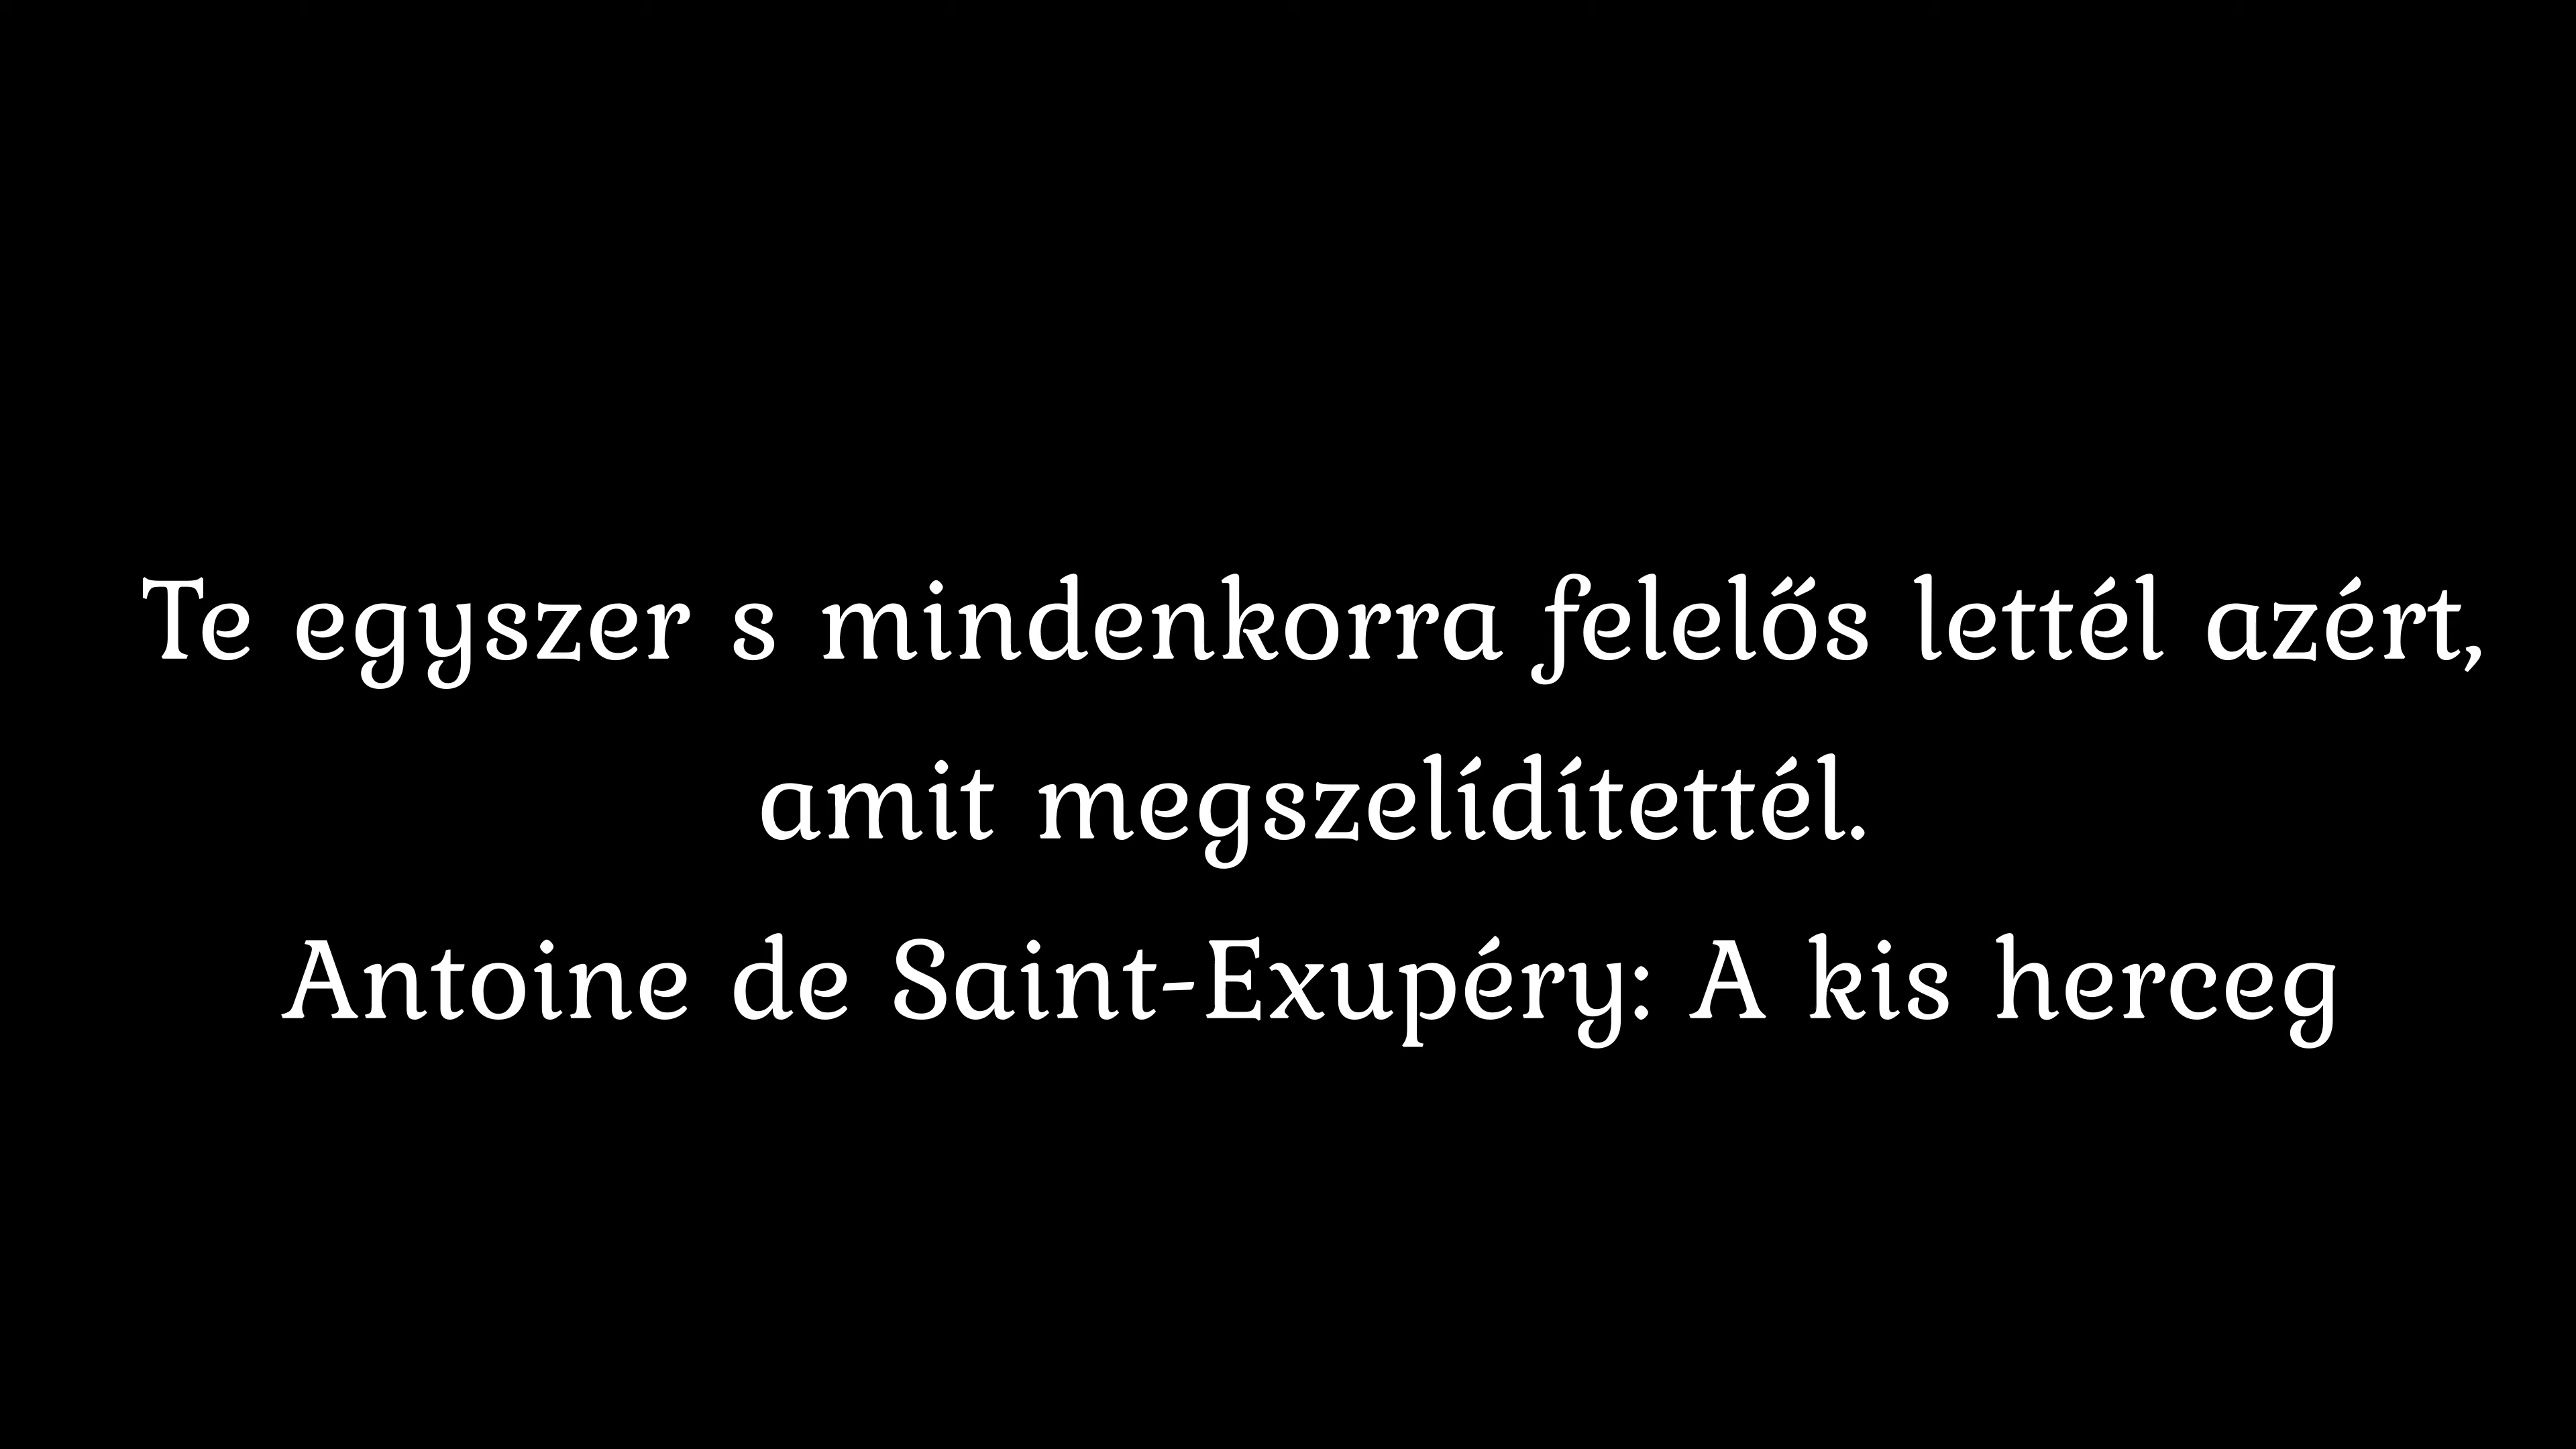 Te egyszer s mindenkorra felelős lettél azért,
amit megszelídítettél.
Antoine de Saint-Exupéry: A kis herceg